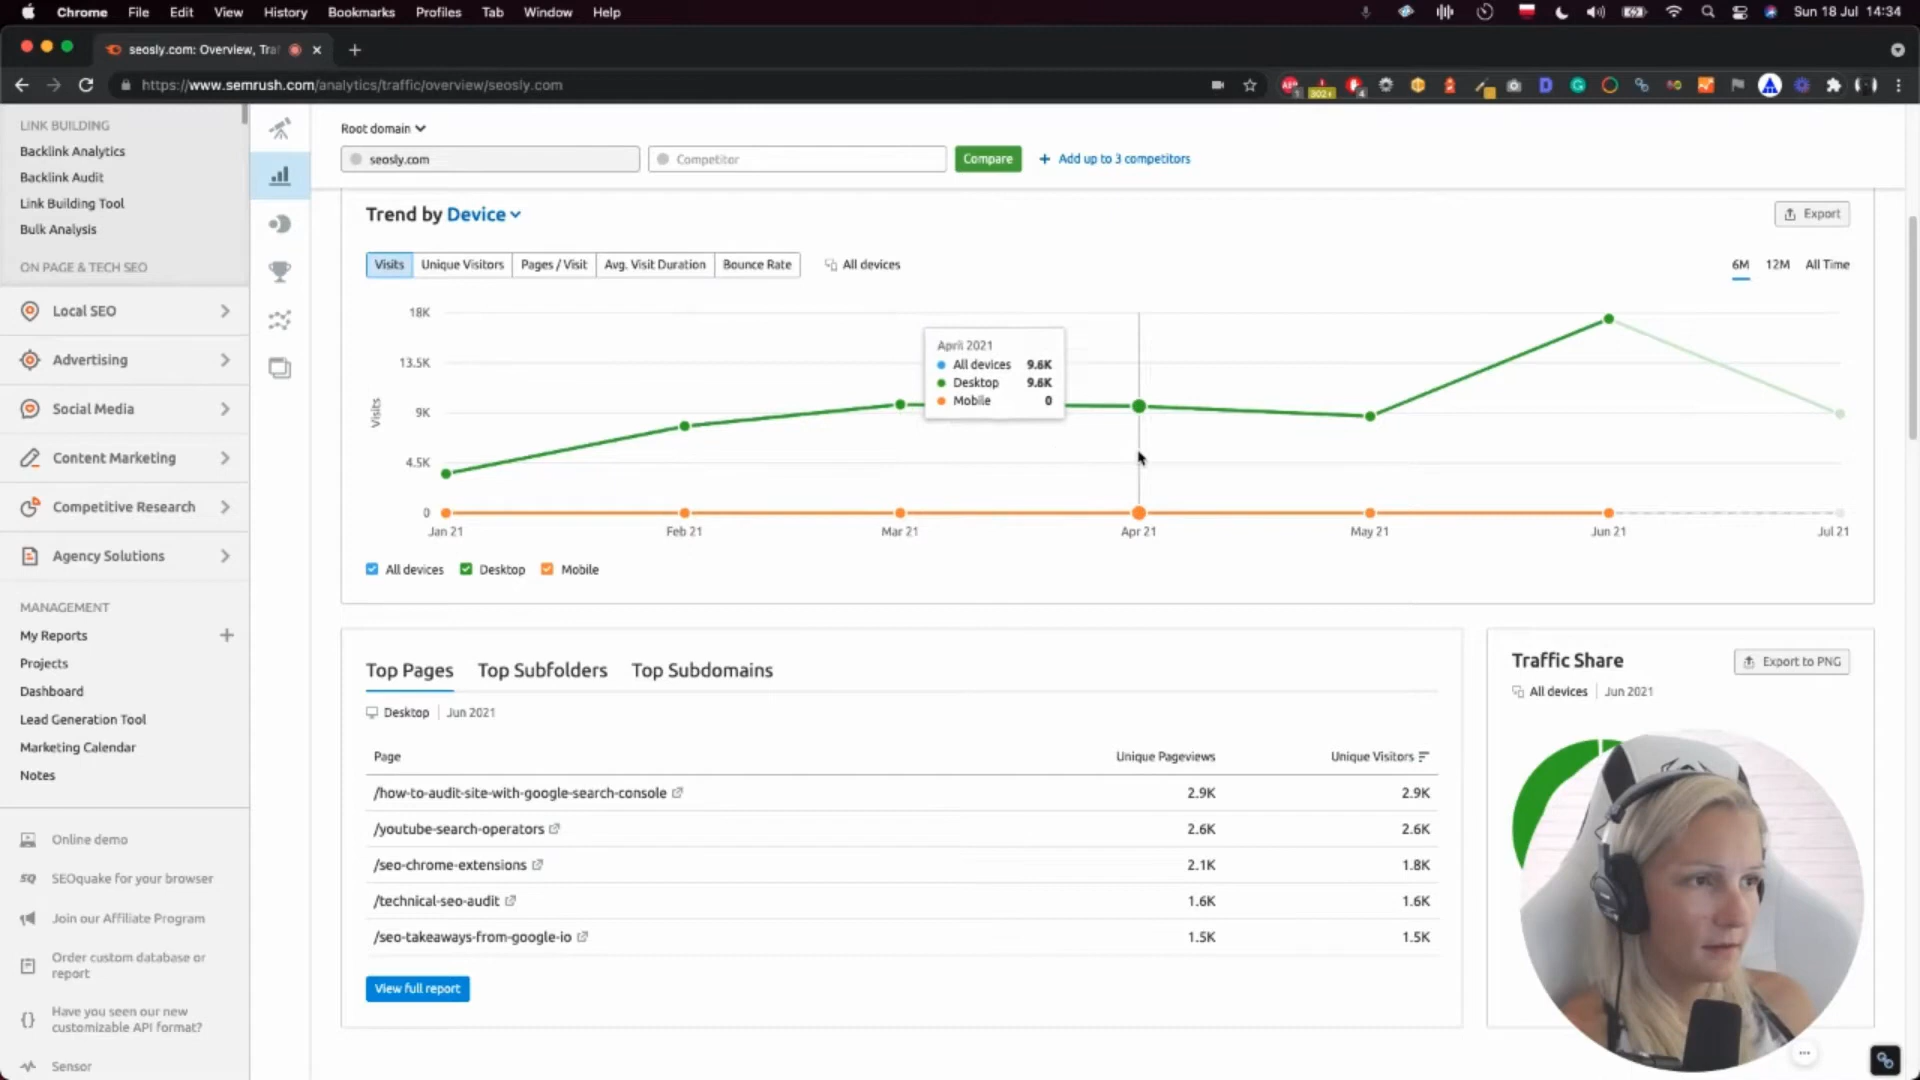 Chrome File Edit View History Bookmarks Profiles Tab Window Help
Sun 18 Jul 14:34
seosly.com: Overview, Tra
https://www.semrush.com/analytics/traffic/overview/seosly.com
LINK BUILDING
Backlink Analytics
Backlink Audit
Link Building Tool
Bulk Analysis
ON PAGE & TECH SEO
Local SEO
Advertising
Social Media
Content Marketing
Competitive Research
Agency Solutions
MANAGEMENT
My Reports
Projects
Dashboard
Lead Generation Tool
Marketing Calendar
Notes
Online demo
SEOquake for your browser
Join our Affiliate Program
Order custom database or
report
Have you seen our new
customizable API format?
Sensor
Root domain
seosly.com Competitor Compare + Add up to 3 competitors
Trend by Device
Export
Visits Unique Visitors Pages / Visit Avg. Visit Duration Bounce Rate All devices
6M 12M All Time
Visits
18K
13.5K
9K
4.5K
0
April 2021
All devices 9.6K
Desktop 9.6K
Mobile 0
Jan 21 Feb 21 Mar 21 Apr 21 May 21 Jun 21 Jul 21
All devices Desktop Mobile
Top Pages Top Subfolders Top Subdomains
Desktop Jun 2021
Page Unique Pageviews Unique Visitors
/how-to-audit-site-with-google-search-console 2.9K 2.9K
/youtube-search-operators 2.6K 2.6K
/seo-chrome-extensions 2.1K 1.8K
/technical-seo-audit 1.6K 1.6K
/seo-takeaways-from-google-io 1.5K 1.5K
View full report
Traffic Share
Export to PNG
All devices Jun 2021